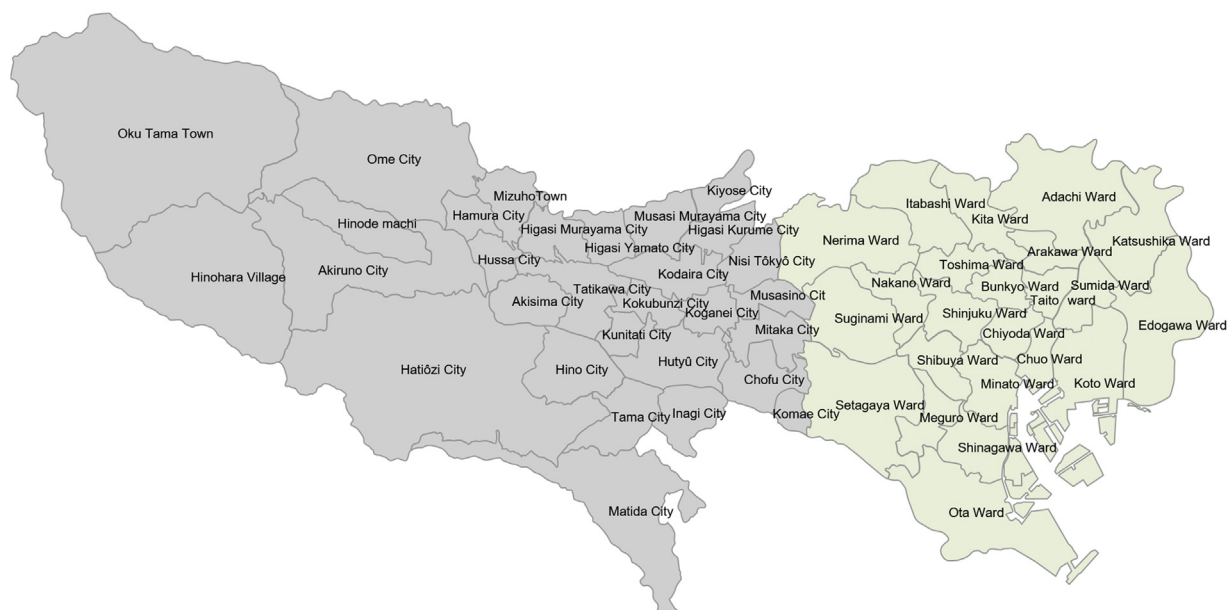 Oku Tama Town
Ome City
Mizuho Town
Kiyose City
Hamura City
Musasi Murayama City
Hinode machi
Higasi Murayama City
Higasi Kurume City
Higasi Yamato City
Hussa City
Nisi Tôkyô City
Akiruno City
Hinohara Village
Kodaira City
Tatikawa City
Akisima City
Kokubunzi City
Musasino Cit
Koganei City
Kunitati City
Mitaka City
Hatiôzi City
Hino City
Hutyû City
Chofu City
Tama City
Inagi City
Komae City
Matida City
Adachi Ward
Itabashi Ward
Kita Ward
Nerima Ward
Katsushika Ward
Arakawa Ward
Toshima Ward
Nakano Ward
Bunkyo Ward
Sumida Ward
Taito ward
Suginami Ward
Shinjuku Ward
Edogawa Ward
Chiyoda Ward
Shibuya Ward
Chuo Ward
Minato Ward
Koto Ward
Setagaya Ward
Meguro Ward
Shinagawa Ward
Ota Ward